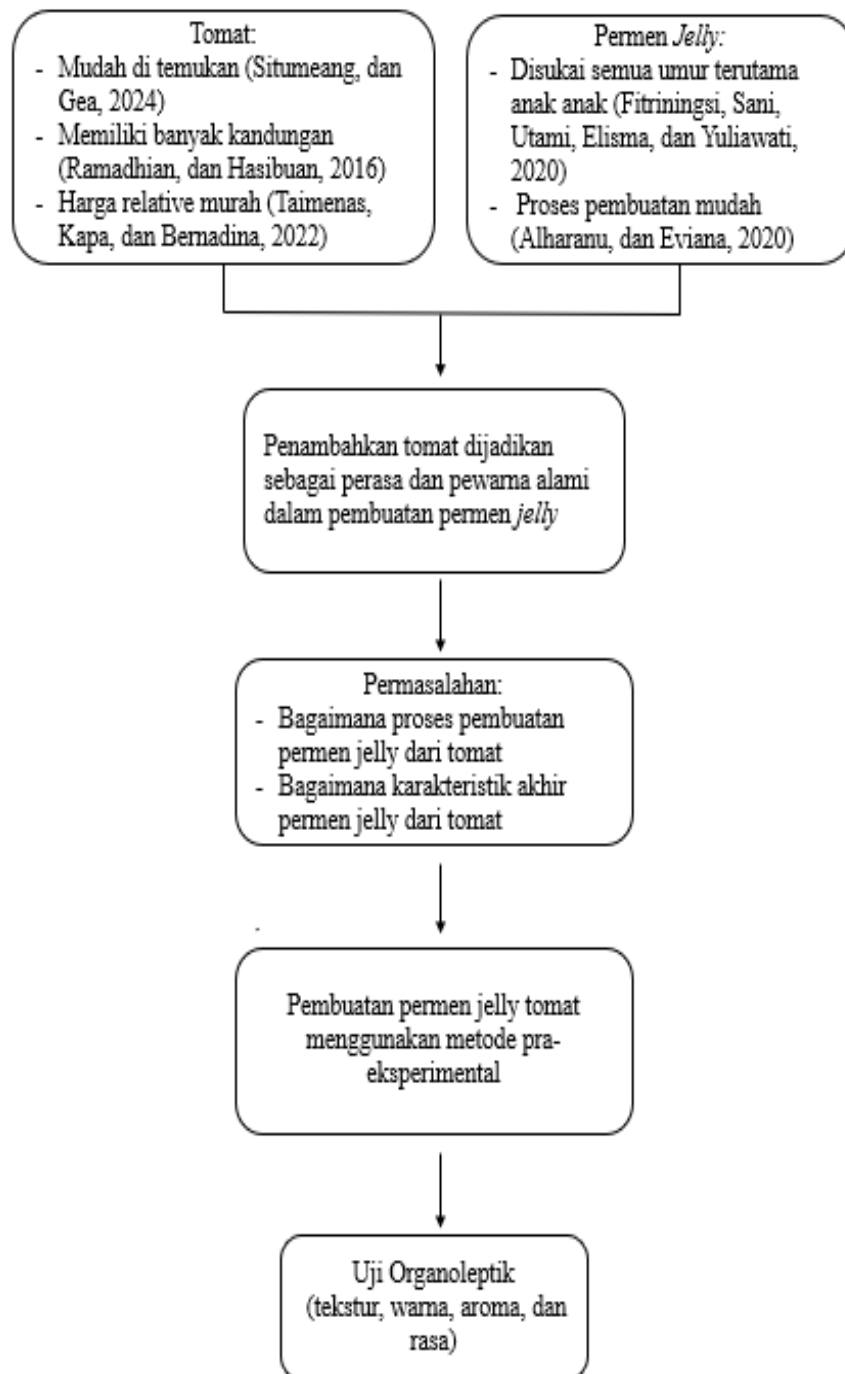 Tomat:
- Mudah di temukan (Situmeang, dan
Gea, 2024)
- Memiliki banyak kandungan
(Ramadhian, dan Hasibuan, 2016)
- Harga relative murah (Taimenas,
Kapa, dan Bernadina, 2022)
Permen Jelly:
- Disukai semua umur terutama
anak anak (Fitriningsi, Sani,
Utami, Elisma, dan Yuliawati,
2020)
- Proses pembuatan mudah
(Alharanu, dan Eviana, 2020)
Penambahkan tomat dijadikan
sebagai perasa dan pewarna alami
dalam pembuatan permen jelly
Permasalahan:
- Bagaimana proses pembuatan
permen jelly dari tomat
- Bagaimana karakteristik akhir
permen jelly dari tomat
Pembuatan permen jelly tomat
menggunakan metode pra-
eksperimental
Uji Organoleptik
(tekstur, warna, aroma, dan
rasa)